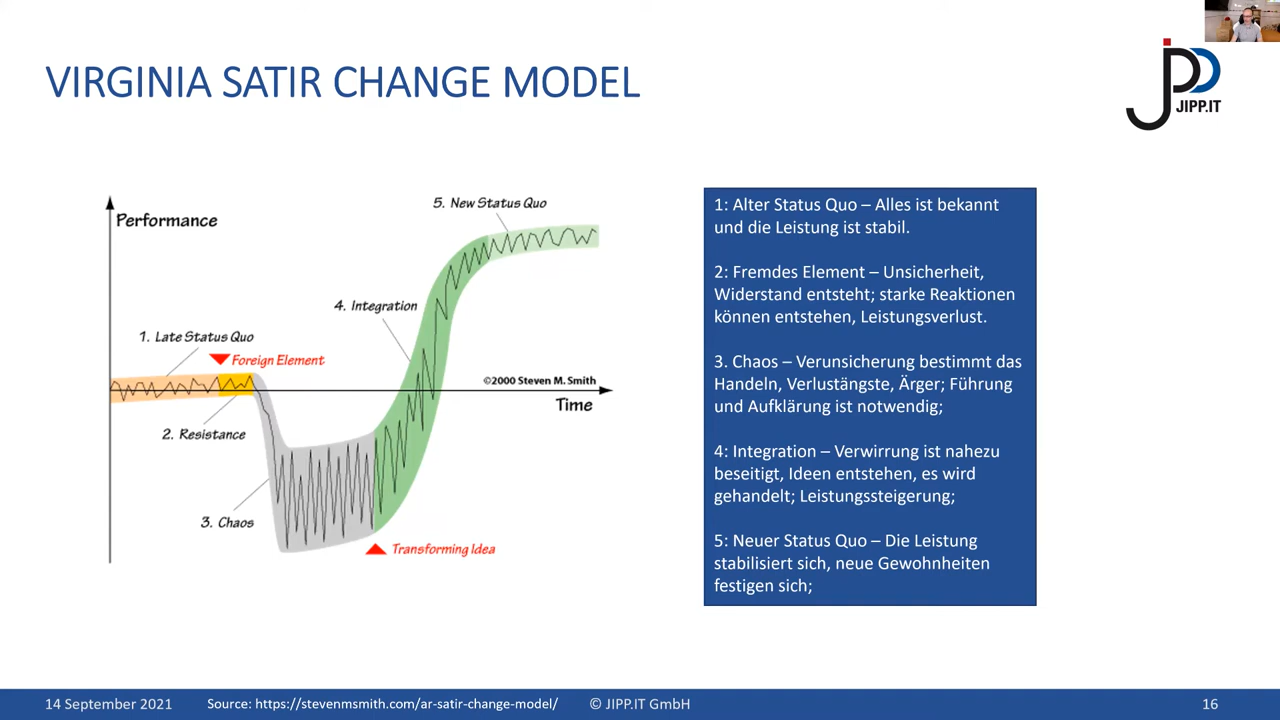 VIRGINIA SATIR CHANGE MODEL
JIPP.IT
Performance
5. New Status Quo
4. Integration
1. Late Status Quo
Foreign Element
©2000 Steven M. Smith
Time
2. Resistance
3. Chaos
Transforming Idea
1: Alter Status Quo – Alles ist bekannt
und die Leistung ist stabil.
2: Fremdes Element – Unsicherheit,
Widerstand entsteht; starke Reaktionen
können entstehen, Leistungsverlust.
3. Chaos – Verunsicherung bestimmt das
Handeln, Verlustängste, Ärger; Führung
und Aufklärung ist notwendig;
4: Integration – Verwirrung ist nahezu
beseitigt, Ideen entstehen, es wird
gehandelt; Leistungssteigerung;
5: Neuer Status Quo – Die Leistung
stabilisiert sich, neue Gewohnheiten
festigen sich;
14 September 2021
Source: https://stevenmsmith.com/ar-satir-change-model/
© JIPP.IT GmbH
16